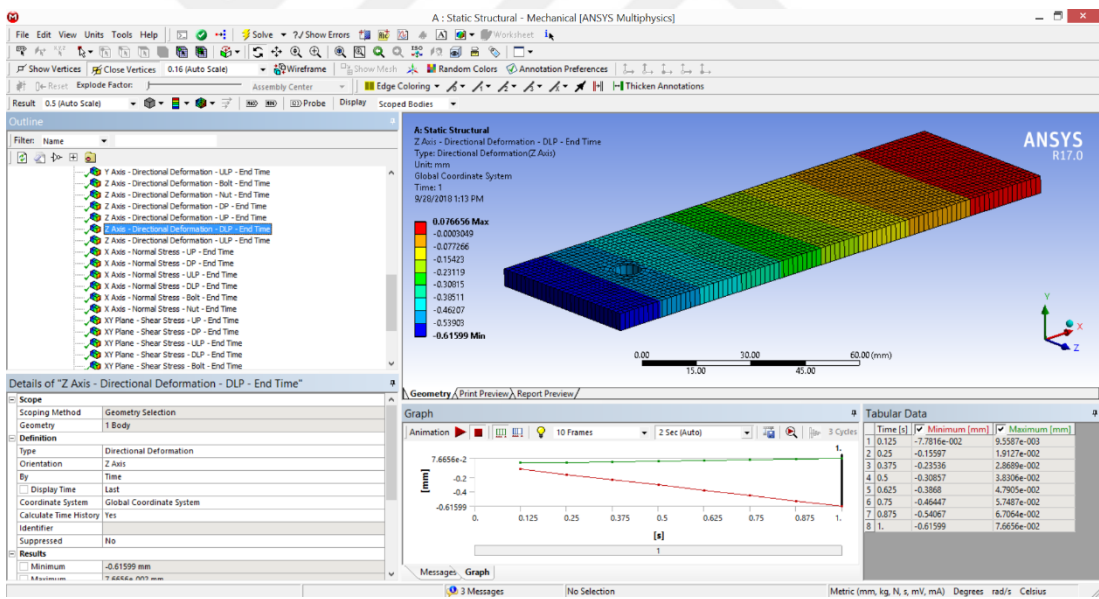 A : Static Structural - Mechanical [ANSYS Multiphysics]
File Edit View Units Tools Help Solve ?/ Show Errors Worksheet
Show Vertices Close Vertices 0.16 (Auto Scale) Wireframe Show Mesh Random Colors Annotation Preferences
Reset Explode Factor: Assembly Center Edge Coloring Thicken Annotations
Result 0.5 (Auto Scale) Probe Display Scoped Bodies
Outline
Filter: Name
Y Axis - Directional Deformation - ULP - End Time
Z Axis - Directional Deformation - Bolt - End Time
Z Axis - Directional Deformation - Nut - End Time
Z Axis - Directional Deformation - DP - End Time
Z Axis - Directional Deformation - UP - End Time
Z Axis - Directional Deformation - DLP - End Time
Z Axis - Directional Deformation - ULP - End Time
X Axis - Normal Stress - UP - End Time
X Axis - Normal Stress - DP - End Time
X Axis - Normal Stress - ULP - End Time
X Axis - Normal Stress - DLP - End Time
X Axis - Normal Stress - Bolt - End Time
X Axis - Normal Stress - Nut - End Time
XY Plane - Shear Stress - UP - End Time
XY Plane - Shear Stress - DP - End Time
XY Plane - Shear Stress - ULP - End Time
XY Plane - Shear Stress - DLP - End Time
XY Plane - Shear Stress - Bolt - End Time
A: Static Structural
Z Axis - Directional Deformation - DLP - End Time
Type: Directional Deformation(Z Axis)
Unit: mm
Global Coordinate System
Time: 1
9/28/2018 1:13 PM
0.076656 Max
-0.0003049
-0.077266
-0.15423
-0.23119
-0.30815
-0.38511
-0.46207
-0.53903
-0.61599 Min
ANSYS
R17.0
Y
X
Z
0.00 30.00 60.00 (mm)
15.00 45.00
Geometry Print Preview Report Preview
Details of "Z Axis - Directional Deformation - DLP - End Time"
Scope
Scoping Method Geometry Selection
Geometry 1 Body
Definition
Type Directional Deformation
Orientation Z Axis
By Time
Display Time Last
Coordinate System Global Coordinate System
Calculate Time History Yes
Identifier
Suppressed No
Results
Minimum -0.61599 mm
Maximum 7.6656e-002 mm
Graph
Animation 10 Frames 2 Sec (Auto) 3 Cycles
1.
7.6656e-2
-0.2
-0.4
-0.61599
[mm]
0. 0.125 0.25 0.375 0.5 0.625 0.75 0.875 1.
[s]
1
Messages Graph
Tabular Data
Time [s] Minimum [mm] Maximum [mm]
1 0.125 -7.7816e-002 9.5587e-003
2 0.25 -0.15597 1.9127e-002
3 0.375 -0.23536 2.8689e-002
4 0.5 -0.30857 3.8306e-002
5 0.625 -0.3868 4.7905e-002
6 0.75 -0.46447 5.7487e-002
7 0.875 -0.54067 6.7064e-002
8 1. -0.61599 7.6656e-002
3 Messages No Selection Metric (mm, kg, N, s, mV, mA) Degrees rad/s Celsius